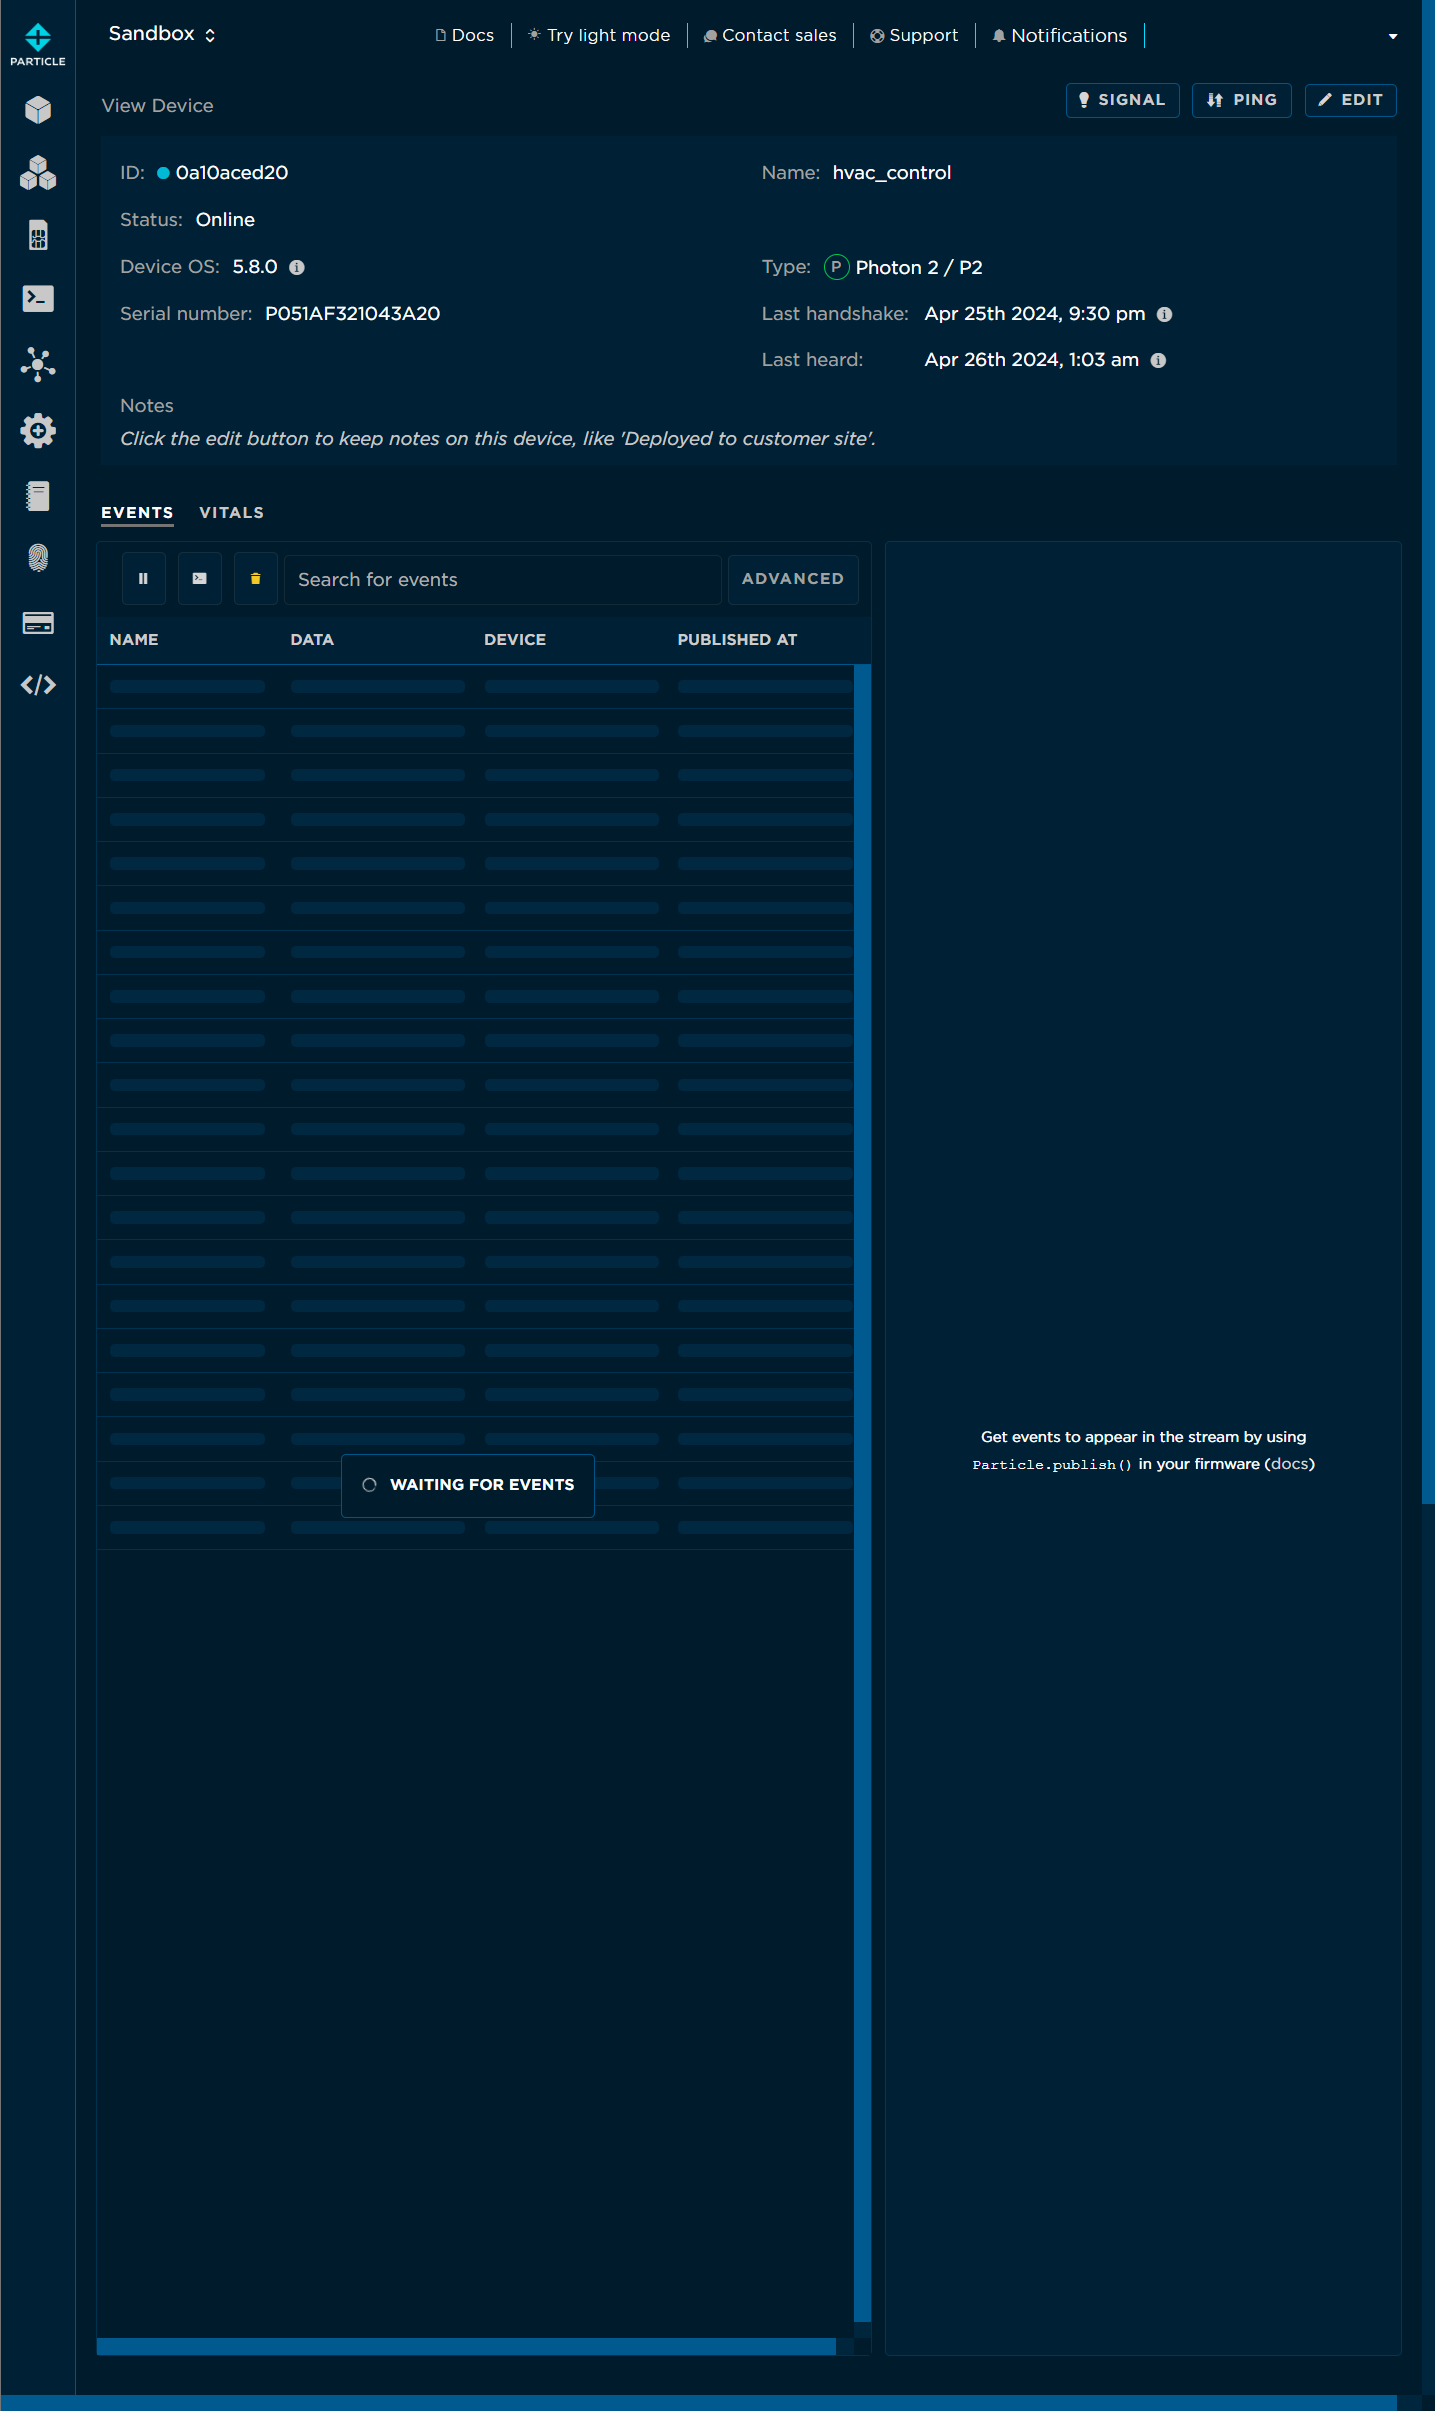 PARTICLE
Sandbox
Docs
Try light mode
Contact sales
Support
Notifications
View Device
SIGNAL
PING
EDIT
ID: 0a10aced20
Name: hvac_control
Status: Online
Device OS: 5.8.0
Type: P Photon 2 / P2
Serial number: P051AF321043A20
Last handshake: Apr 25th 2024, 9:30 pm
Last heard: Apr 26th 2024, 1:03 am
Notes
Click the edit button to keep notes on this device, like 'Deployed to customer site'.
EVENTS
VITALS
Search for events
ADVANCED
NAME
DATA
DEVICE
PUBLISHED AT
WAITING FOR EVENTS
Get events to appear in the stream by using
Particle.publish() in your firmware (docs)